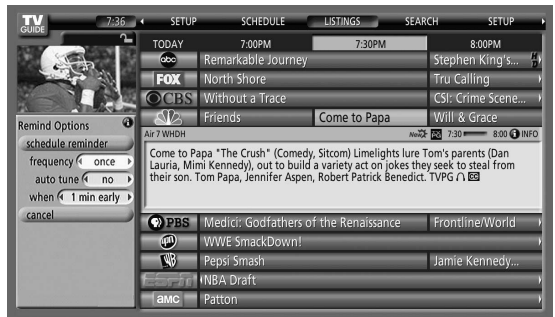 TV GUIDE
7:36 SETUP SCHEDULE LISTINGS SEARCH SETUP
TODAY 7:00PM 7:30PM 8:00PM
abc Remarkable Journey Stephen King's... HD
FOX North Shore Tru Calling
CBS Without a Trace CSI: Crime Scene...
Friends Come to Papa Will & Grace
Remind Options
schedule reminder
frequency once
auto tune no
when 1 min early
cancel
Air 7 WHDH New 7:30 8:00 INFO
Come to Papa "The Crush" (Comedy, Sitcom) Limelights lure Tom's parents (Dan
Lauria, Mimi Kennedy), out to build a variety act on jokes they seek to steal from
their son. Tom Papa, Jennifer Aspen, Robert Patrick Benedict. TVPG CC
PBS Medici: Godfathers of the Renaissance Frontline/World
UPN WWE SmackDown!
WB Pepsi Smash Jamie Kennedy...
ESPN NBA Draft
amc Patton